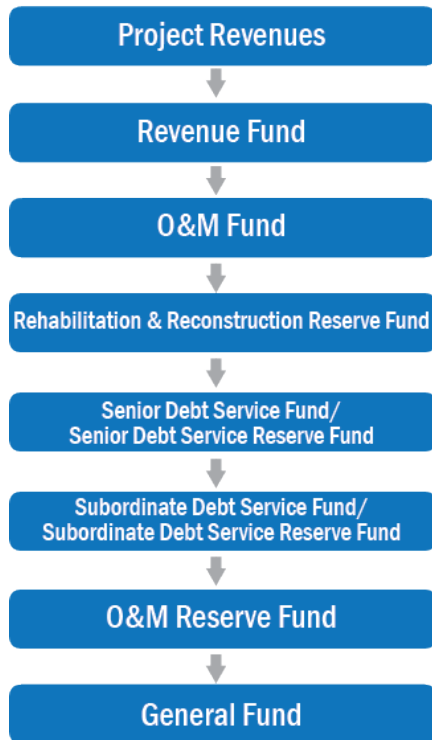 Project Revenues
Revenue Fund
O&M Fund
Rehabilitation & Reconstruction Reserve Fund
Senior Debt Service Fund/
Senior Debt Service Reserve Fund
Subordinate Debt Service Fund/
Subordinate Debt Service Reserve Fund
O&M Reserve Fund
General Fund